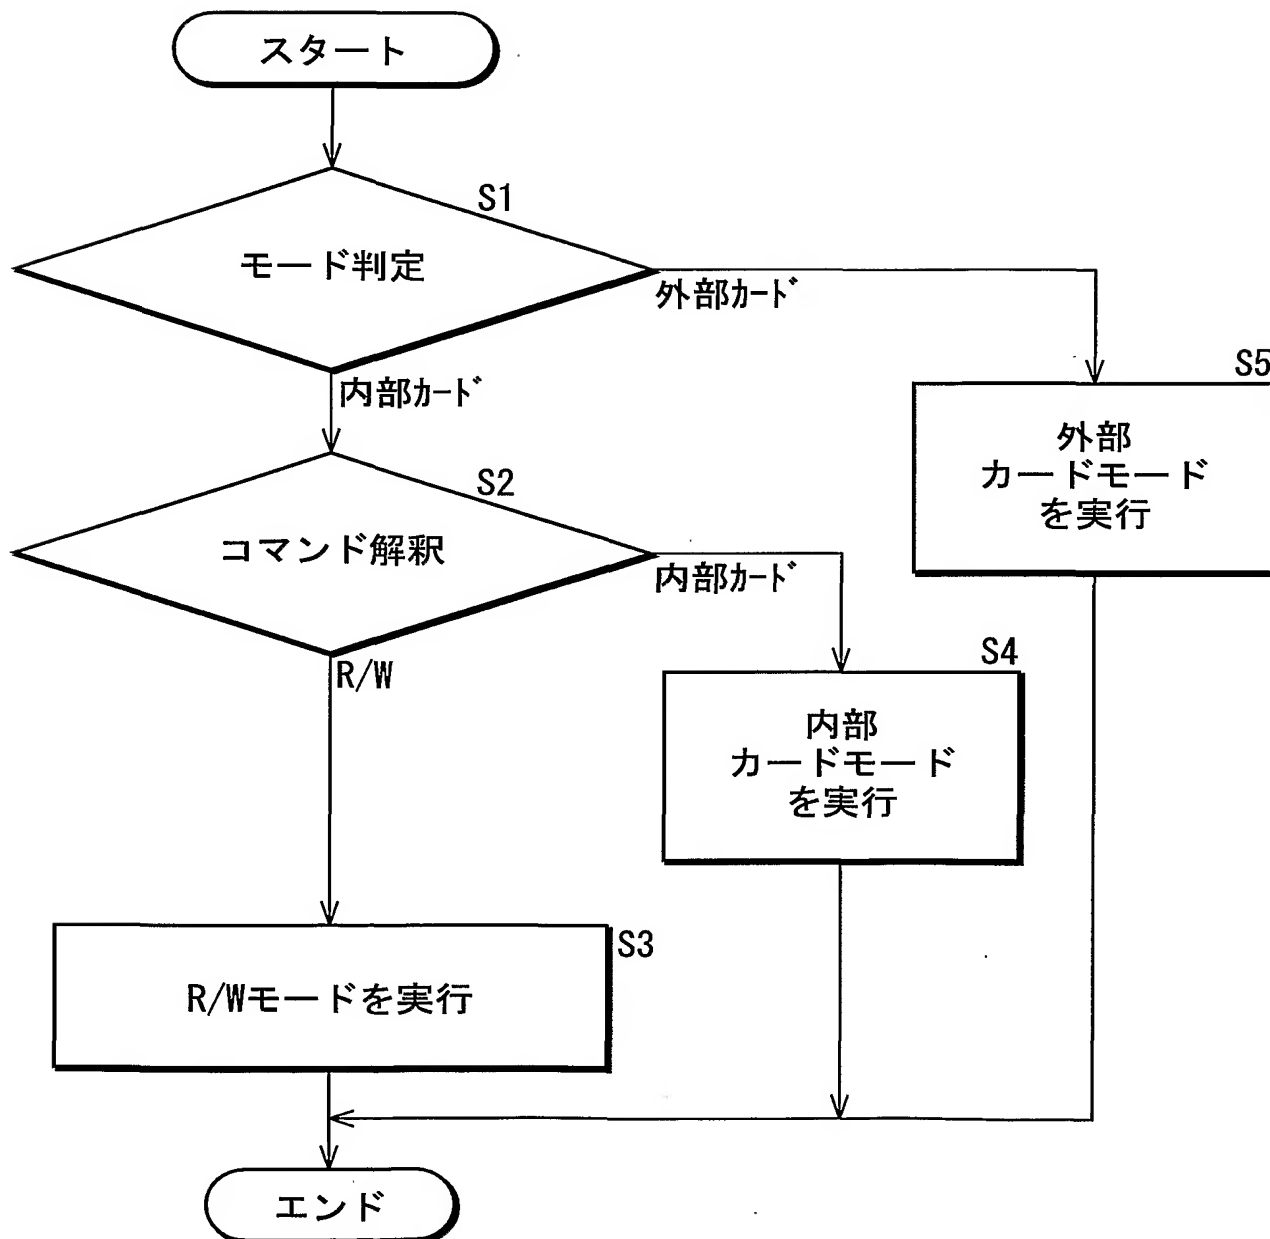 スタート
S1
モード判定
外部ｶｰﾄﾞ
内部ｶｰﾄﾞ
S5
外部
カードモード
を実行
S2
コマンド解釈
内部ｶｰﾄﾞ
R/W
S4
内部
カードモード
を実行
S3
R/Wモードを実行
エンド